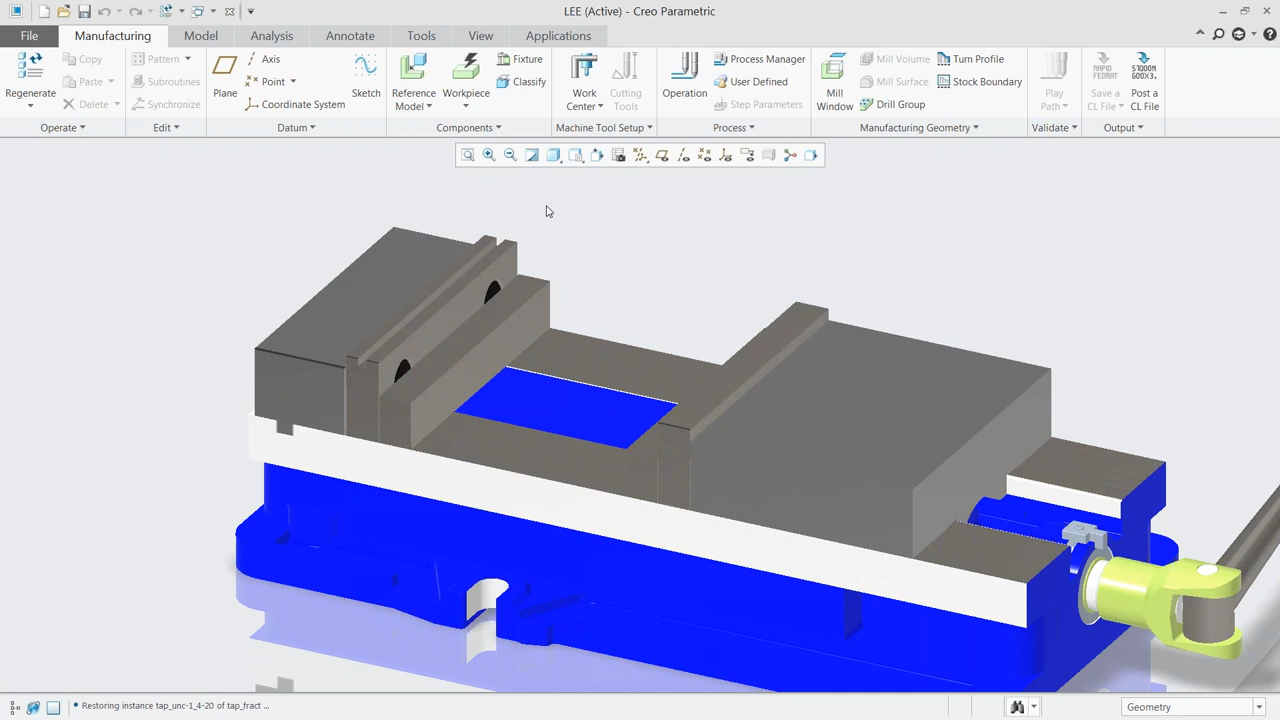 LEE (Active) - Creo Parametric
File Manufacturing Model Analysis Annotate Tools View Applications
Regenerate
Copy
Paste
Delete
Operate
Pattern
Subroutines
Synchronize
Edit
Plane
Axis
Point
Coordinate System
Sketch
Datum
Reference
Model
Workpiece
Fixture
Classify
Components
Work
Center
Cutting
Tools
Machine Tool Setup
Operation
Process Manager
User Defined
Step Parameters
Process
Mill
Window
Mill Volume
Mill Surface
Drill Group
Turn Profile
Stock Boundary
Manufacturing Geometry
Play
Path
Validate
RAPID
FEDRAT
Save a
CL File
S1000M
G00X3.
Post a
CL File
Output
Restoring instance tap_unc-1_4-20 of tap_fract ...
Geometry